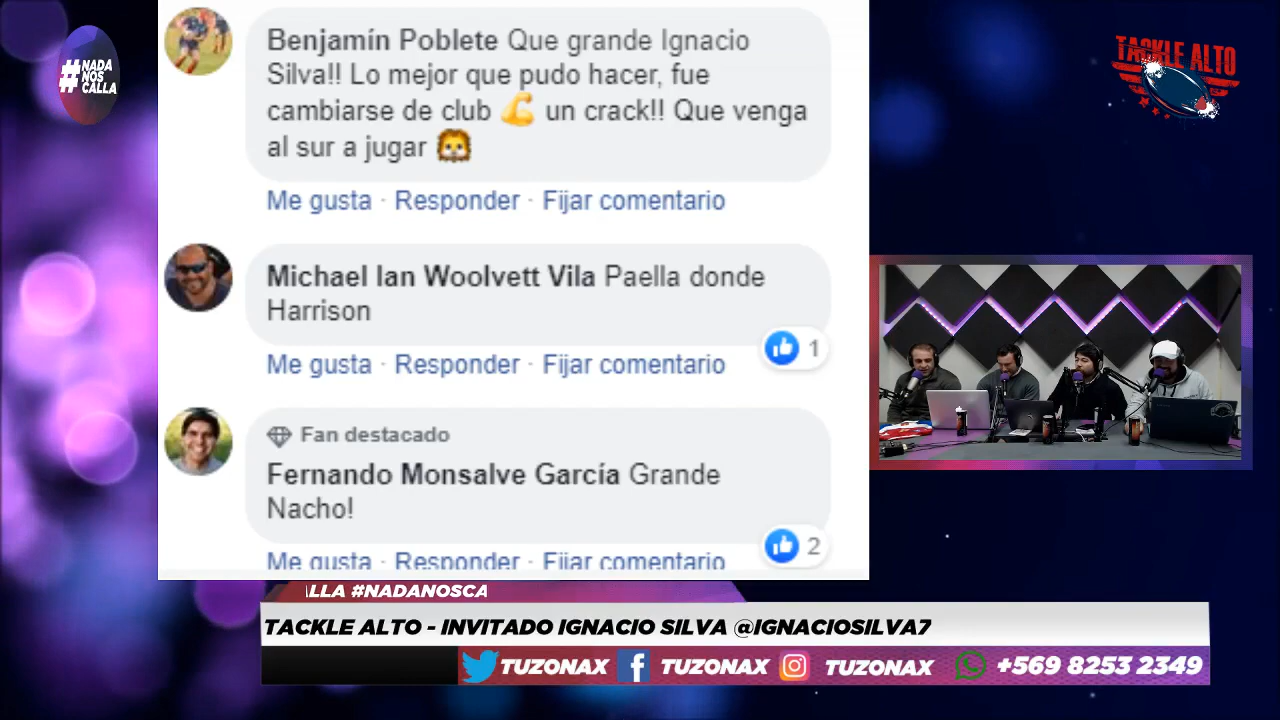 #NADA
NOS
CALLA
TACKLE ALTO
Benjamín Poblete Que grande Ignacio
Silva!! Lo mejor que pudo hacer, fue
cambiarse de club 💪 un crack!! Que venga
al sur a jugar 🦁
Me gusta · Responder · Fijar comentario
Michael Ian Woolvett Vila Paella donde
Harrison
1
Me gusta · Responder · Fijar comentario
Fan destacado
Fernando Monsalve García Grande
Nacho!
2
Me gusta · Responder · Fijar comentario
LLA #NADANOSCA
TACKLE ALTO - INVITADO IGNACIO SILVA @IGNACIOSILVA7
TUZONAX TUZONAX TUZONAX +569 8253 2349